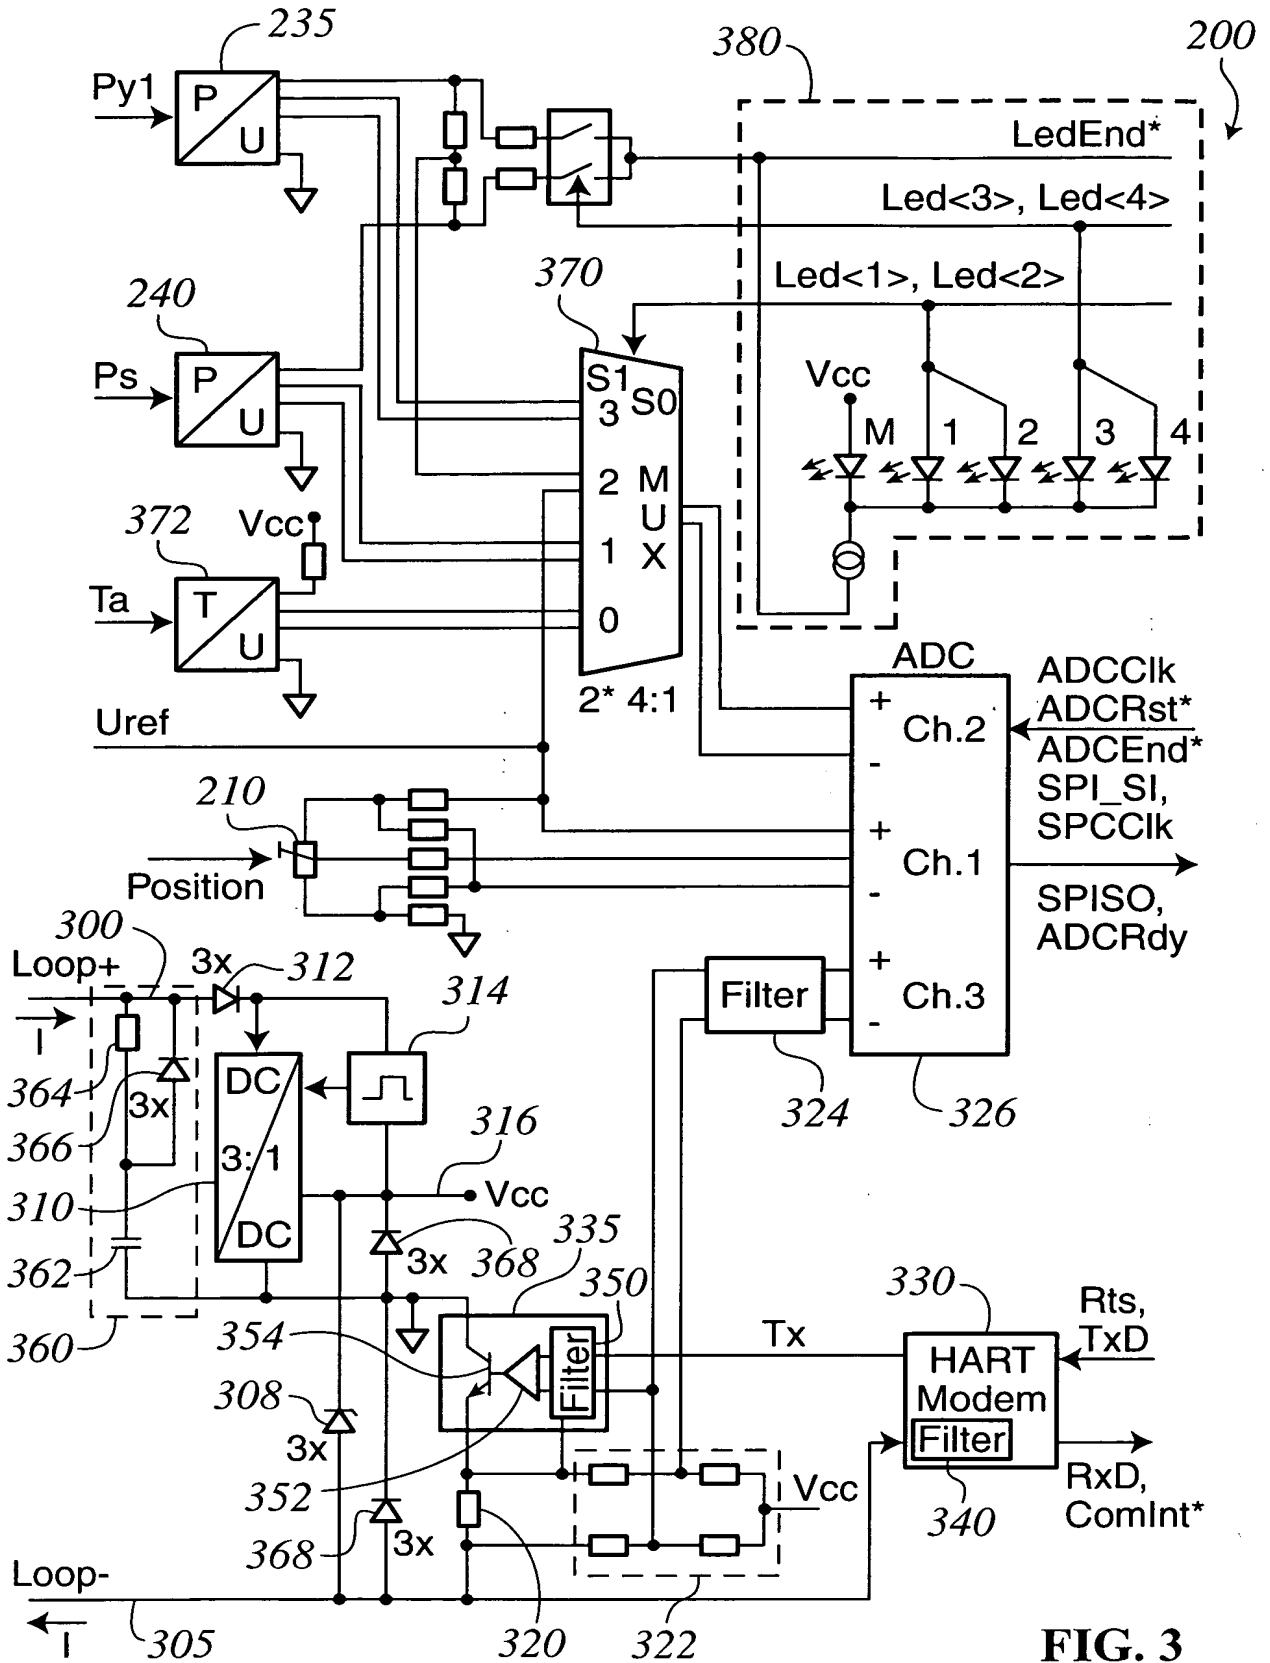 235
380
200
Py1
P
U
LedEnd*
Led<3>, Led<4>
Led<1>, Led<2>
370
240
Ps
P
U
S1
S0
3
2
1
0
M
U
X
2* 4:1
Vcc
M
1
2
3
4
372
Vcc
Ta
T
U
Uref
ADC
+
Ch.2
-
+
Ch.1
-
+
Ch.3
-
ADCClk
ADCRst*
ADCEnd*
SPI_SI,
SPCClk
SPISO,
ADCRdy
210
Position
300
Loop+
I
3x
312
314
364
366
3x
310
362
360
DC
3:1
DC
316
Vcc
368
3x
335
350
354
Filter
308
3x
352
368
3x
Filter
324
326
Tx
330
HART
Modem
Filter
340
Rts,
TxD
RxD,
ComInt*
Vcc
Loop-
I
305
320
322
FIG. 3